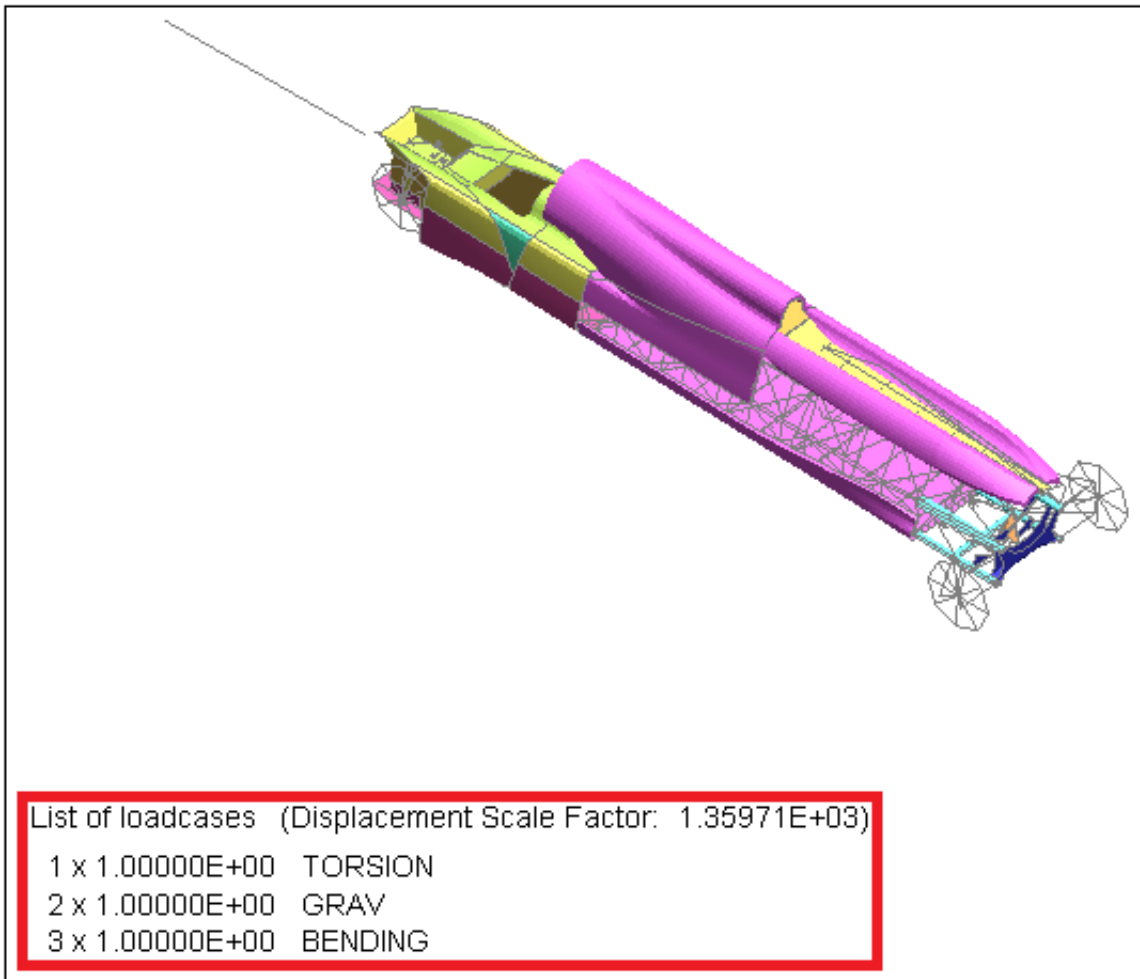 List of loadcases (Displacement Scale Factor: 1.35971E+03)
1 x 1.00000E+00 TORSION
2 x 1.00000E+00 GRAV
3 x 1.00000E+00 BENDING